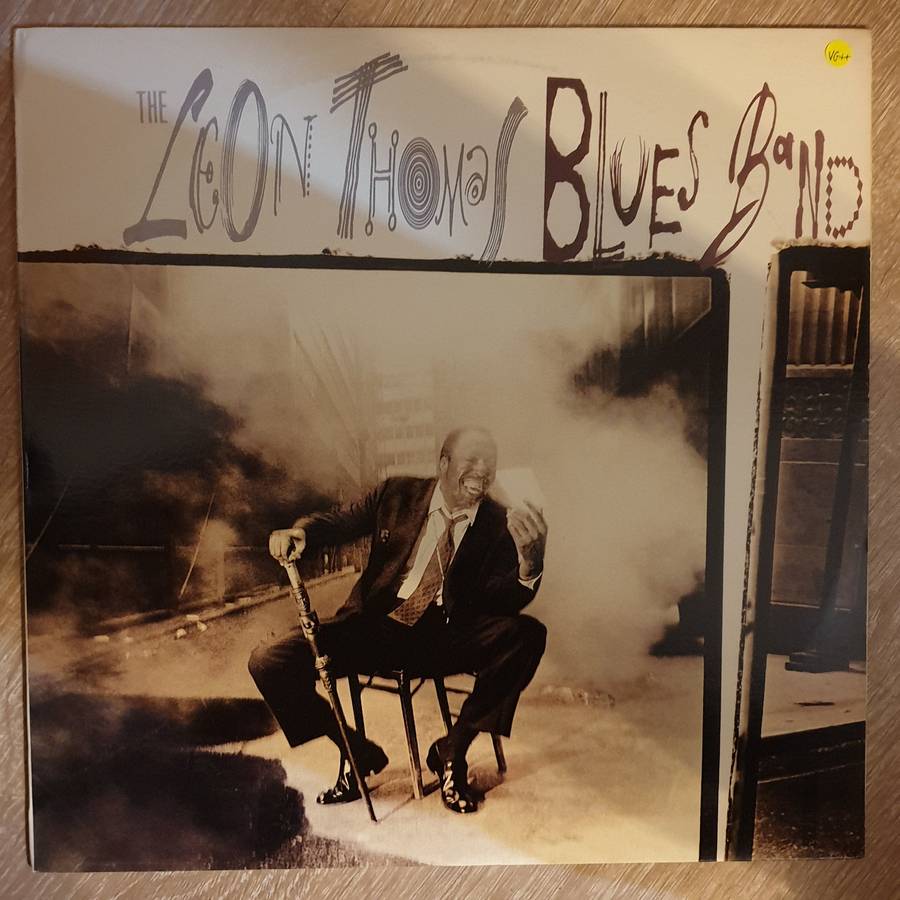 THE LEON THOMAS BLUES BAND
VG++